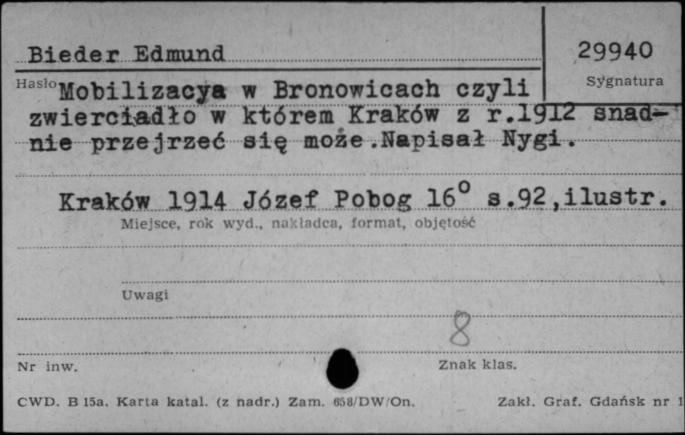 Bieder Edmund
29940
Hasło
Sygnatura
Mobilizacya w Bronowicach czyli
zwierciadło w którem Kraków z r.1912 snad-
nie przejrzeć się może.Napisał Nygi.
Kraków 1914 Józef Pobog 16° s.92,ilustr.
Miejsce, rok wyd., nakładca, format, objętość
Uwagi
8
Nr inw.
Znak klas.
CWD. B 15a. Karta katal. (z nadr.) Zam. 658/DW/On.
Zakł. Graf. Gdańsk nr 1